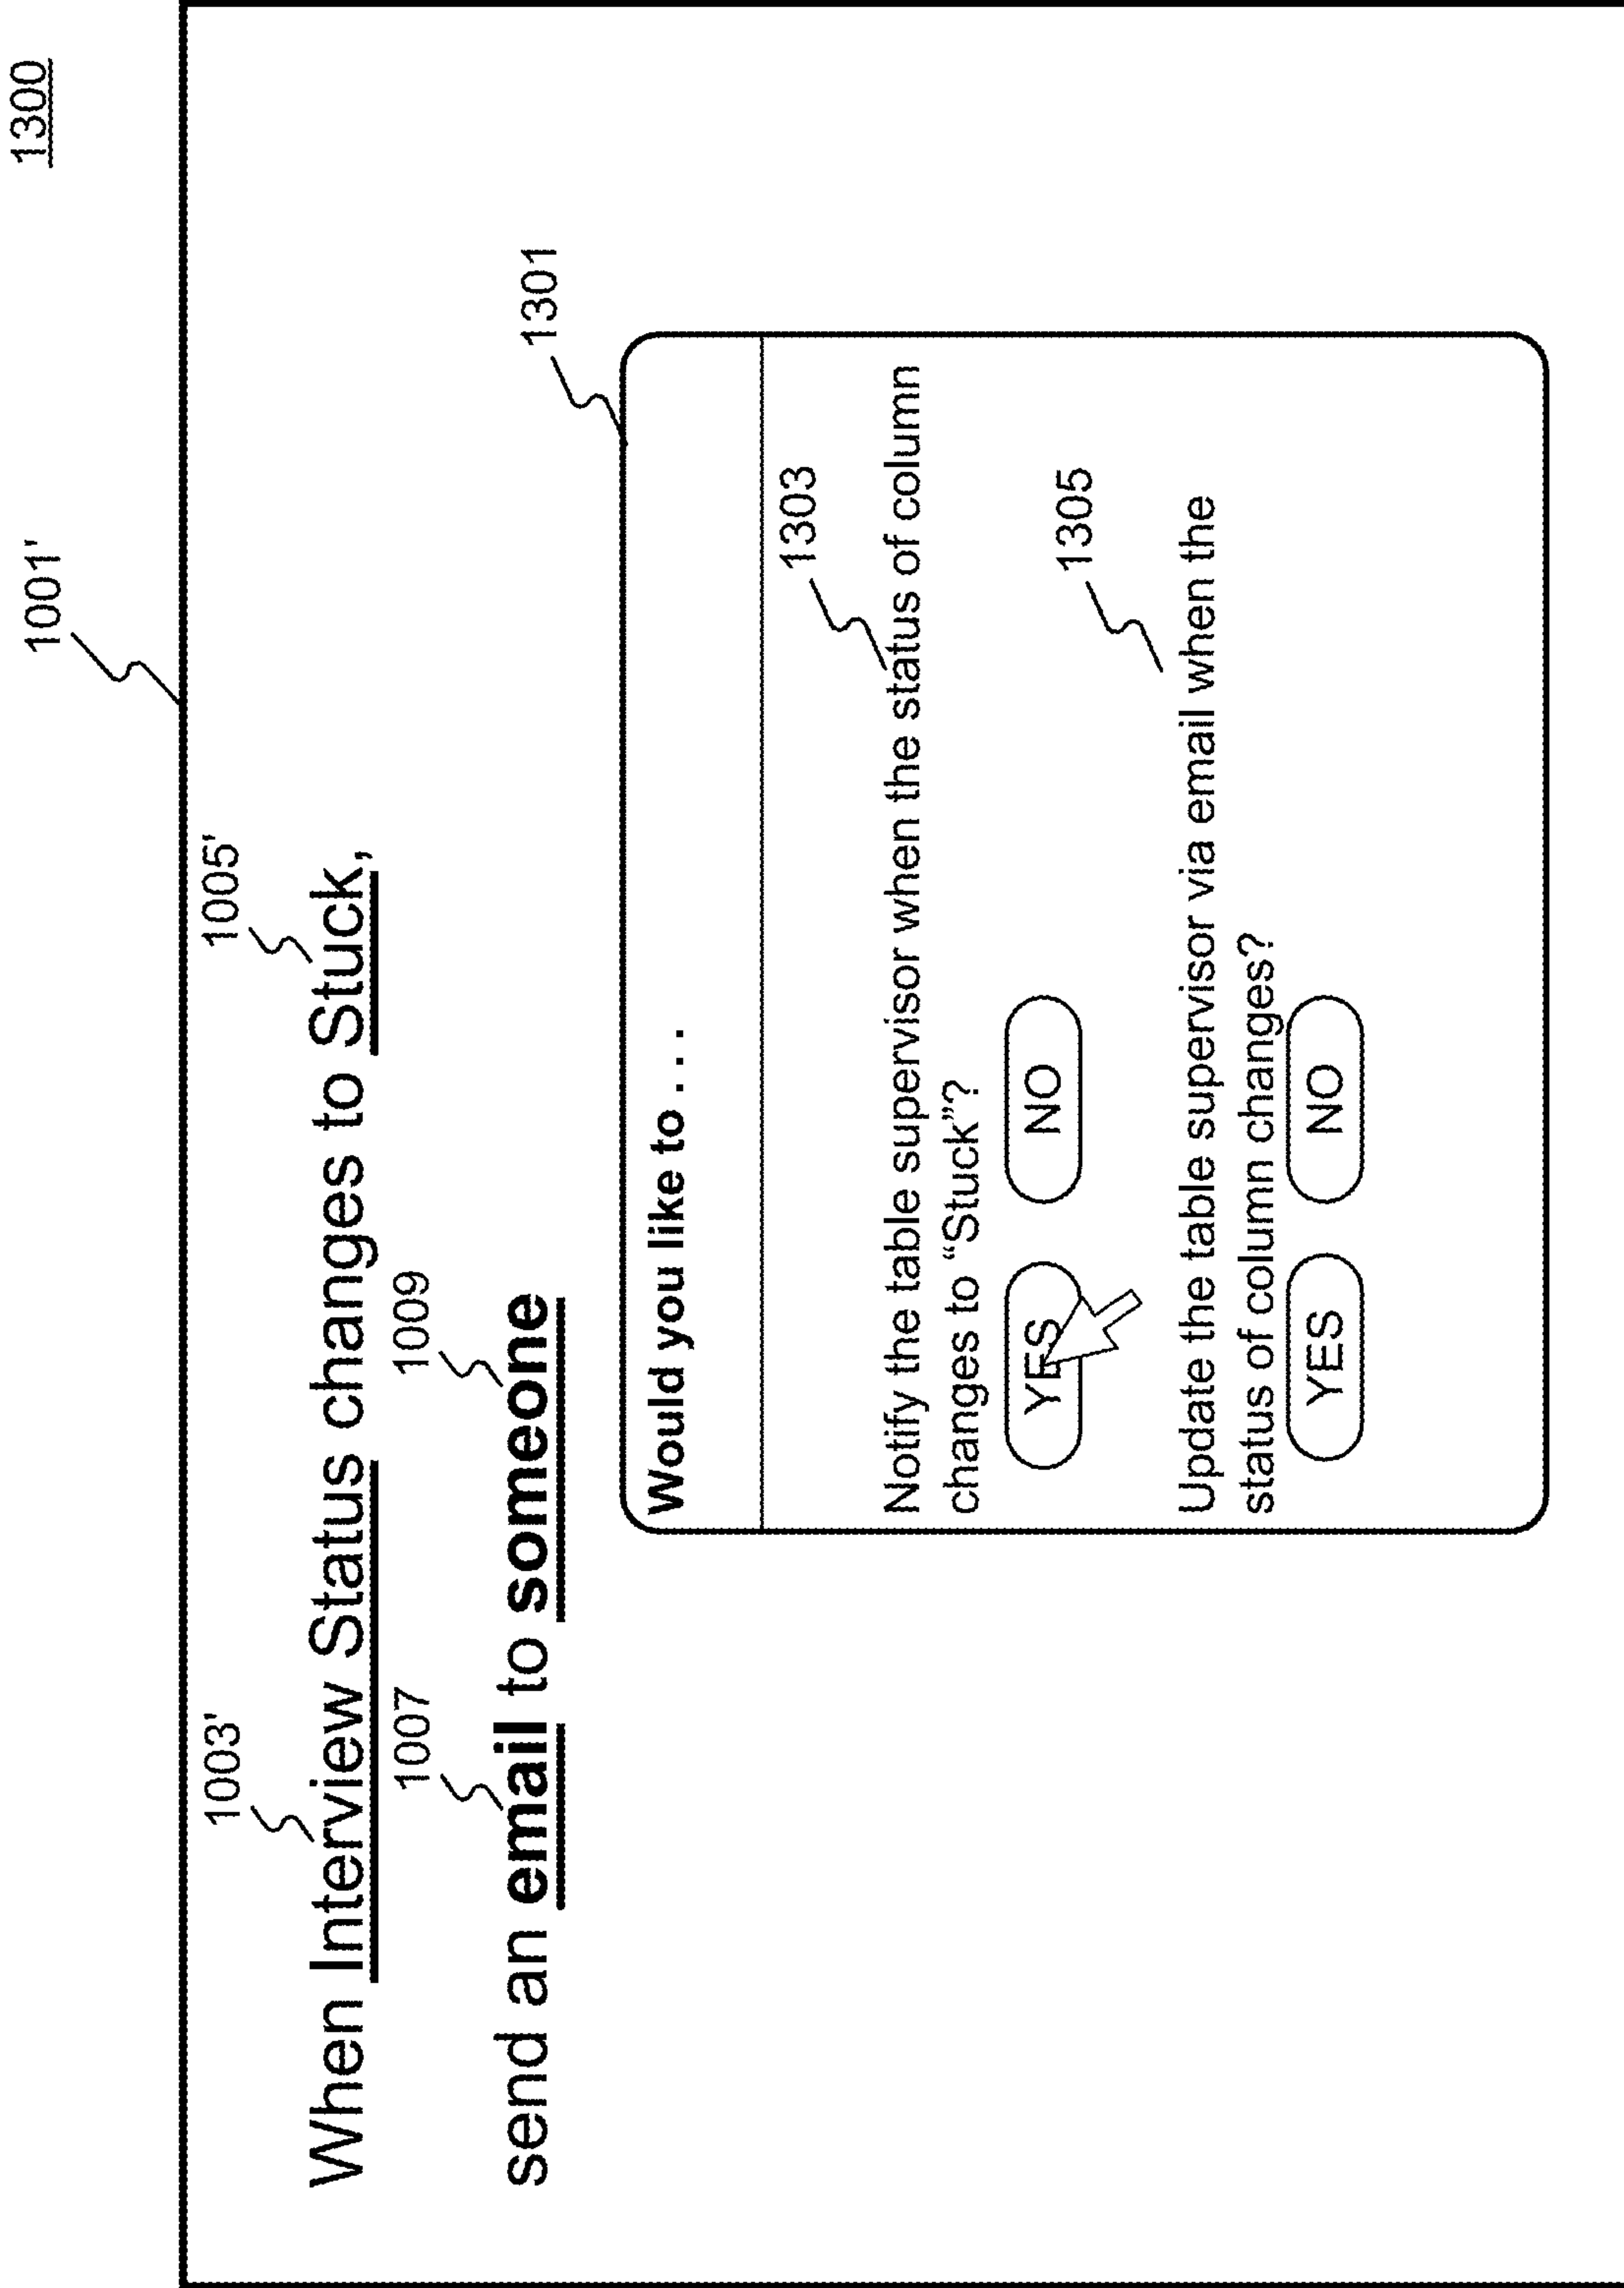 1300
1001'
1003'
1005'
When Interview Status changes to Stuck,
1007
1009
send an email to someone
1301
Would you like to . . .
1303
Notify the table supervisor when the status of column
changes to “Stuck”?
YES NO
1305
Update the table supervisor via email when the
status of column changes?
YES NO